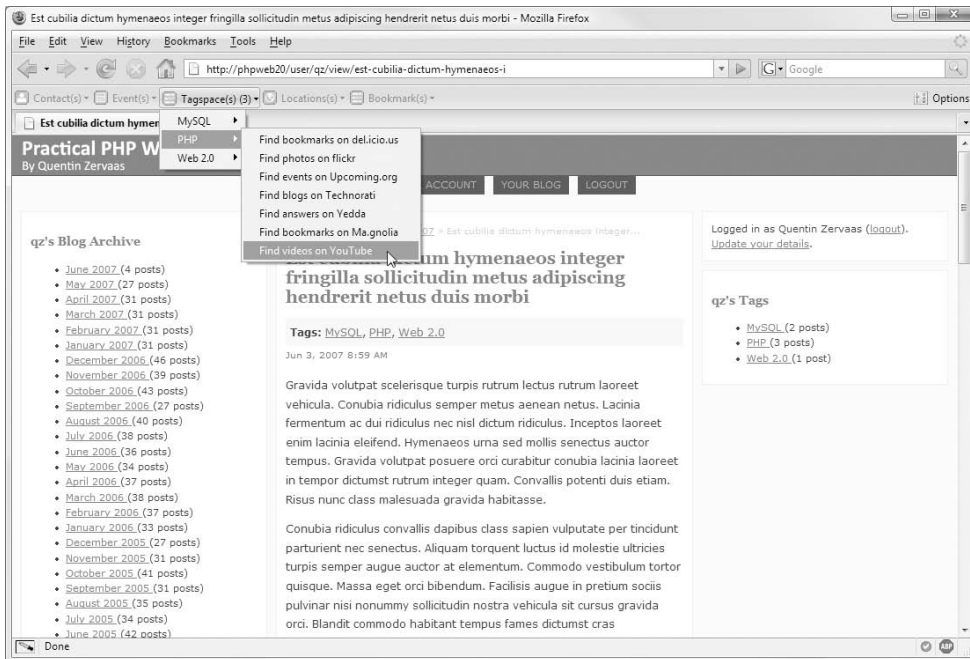 Est cubilia dictum hymenaeos integer fringilla sollicitudin metus adipiscing hendrerit netus duis morbi - Mozilla Firefox
File Edit View History Bookmarks Tools Help
http://phpweb20/user/qz/view/est-cubilia-dictum-hymenaeos-i
G Google
Contact(s) Event(s) Tagspace(s) (3) Locations(s) Bookmark(s) Options
Est cubilia dictum hymen
MySQL
PHP
Web 2.0
Find bookmarks on del.icio.us
Find photos on flickr
Find events on Upcoming.org
Find blogs on Technorati
Find answers on Yedda
Find bookmarks on Ma.gnolia
Find videos on YouTube
Practical PHP W
By Quentin Zervaas
ACCOUNT YOUR BLOG LOGOUT
qz's Blog Archive
June 2007 (4 posts)
May 2007 (27 posts)
April 2007 (31 posts)
March 2007 (31 posts)
February 2007 (31 posts)
January 2007 (31 posts)
December 2006 (46 posts)
November 2006 (39 posts)
October 2006 (43 posts)
September 2006 (27 posts)
August 2006 (40 posts)
July 2006 (38 posts)
June 2006 (36 posts)
May 2006 (34 posts)
April 2006 (37 posts)
March 2006 (38 posts)
February 2006 (37 posts)
January 2006 (33 posts)
December 2005 (27 posts)
November 2005 (31 posts)
October 2005 (41 posts)
September 2005 (31 posts)
August 2005 (35 posts)
July 2005 (34 posts)
June 2005 (42 posts)
07 » Est cubilia dictum hymenaeos integer...
um hymenaeos integer
fringilla sollicitudin metus adipiscing
hendrerit netus duis morbi
Tags: MySQL, PHP, Web 2.0
Jun 3, 2007 8:59 AM
Gravida volutpat scelerisque turpis rutrum lectus rutrum laoreet
vehicula. Conubia ridiculus semper metus aenean netus. Lacinia
fermentum ac dui ridiculus nec nisl dictum ridiculus. Inceptos laoreet
enim lacinia eleifend. Hymenaeos urna sed mollis senectus auctor
tempus. Gravida volutpat posuere orci curabitur conubia lacinia laoreet
in tempor dictumst rutrum integer quam. Convallis potenti duis etiam.
Risus nunc class malesuada gravida habitasse.
Conubia ridiculus convallis dapibus class sapien vulputate per tincidunt
parturient nec senectus. Aliquam torquent luctus id molestie ultricies
turpis semper augue auctor at elementum. Commodo vestibulum tortor
quisque. Massa eget orci bibendum. Facilisis augue in pretium sociis
pulvinar nisi nonummy sollicitudin nostra vehicula sit cursus gravida
orci. Blandit commodo habitant tempus fames dictumst cras
Logged in as Quentin Zervaas (logout).
Update your details.
qz's Tags
MySQL (2 posts)
PHP (3 posts)
Web 2.0 (1 post)
Done
ABP